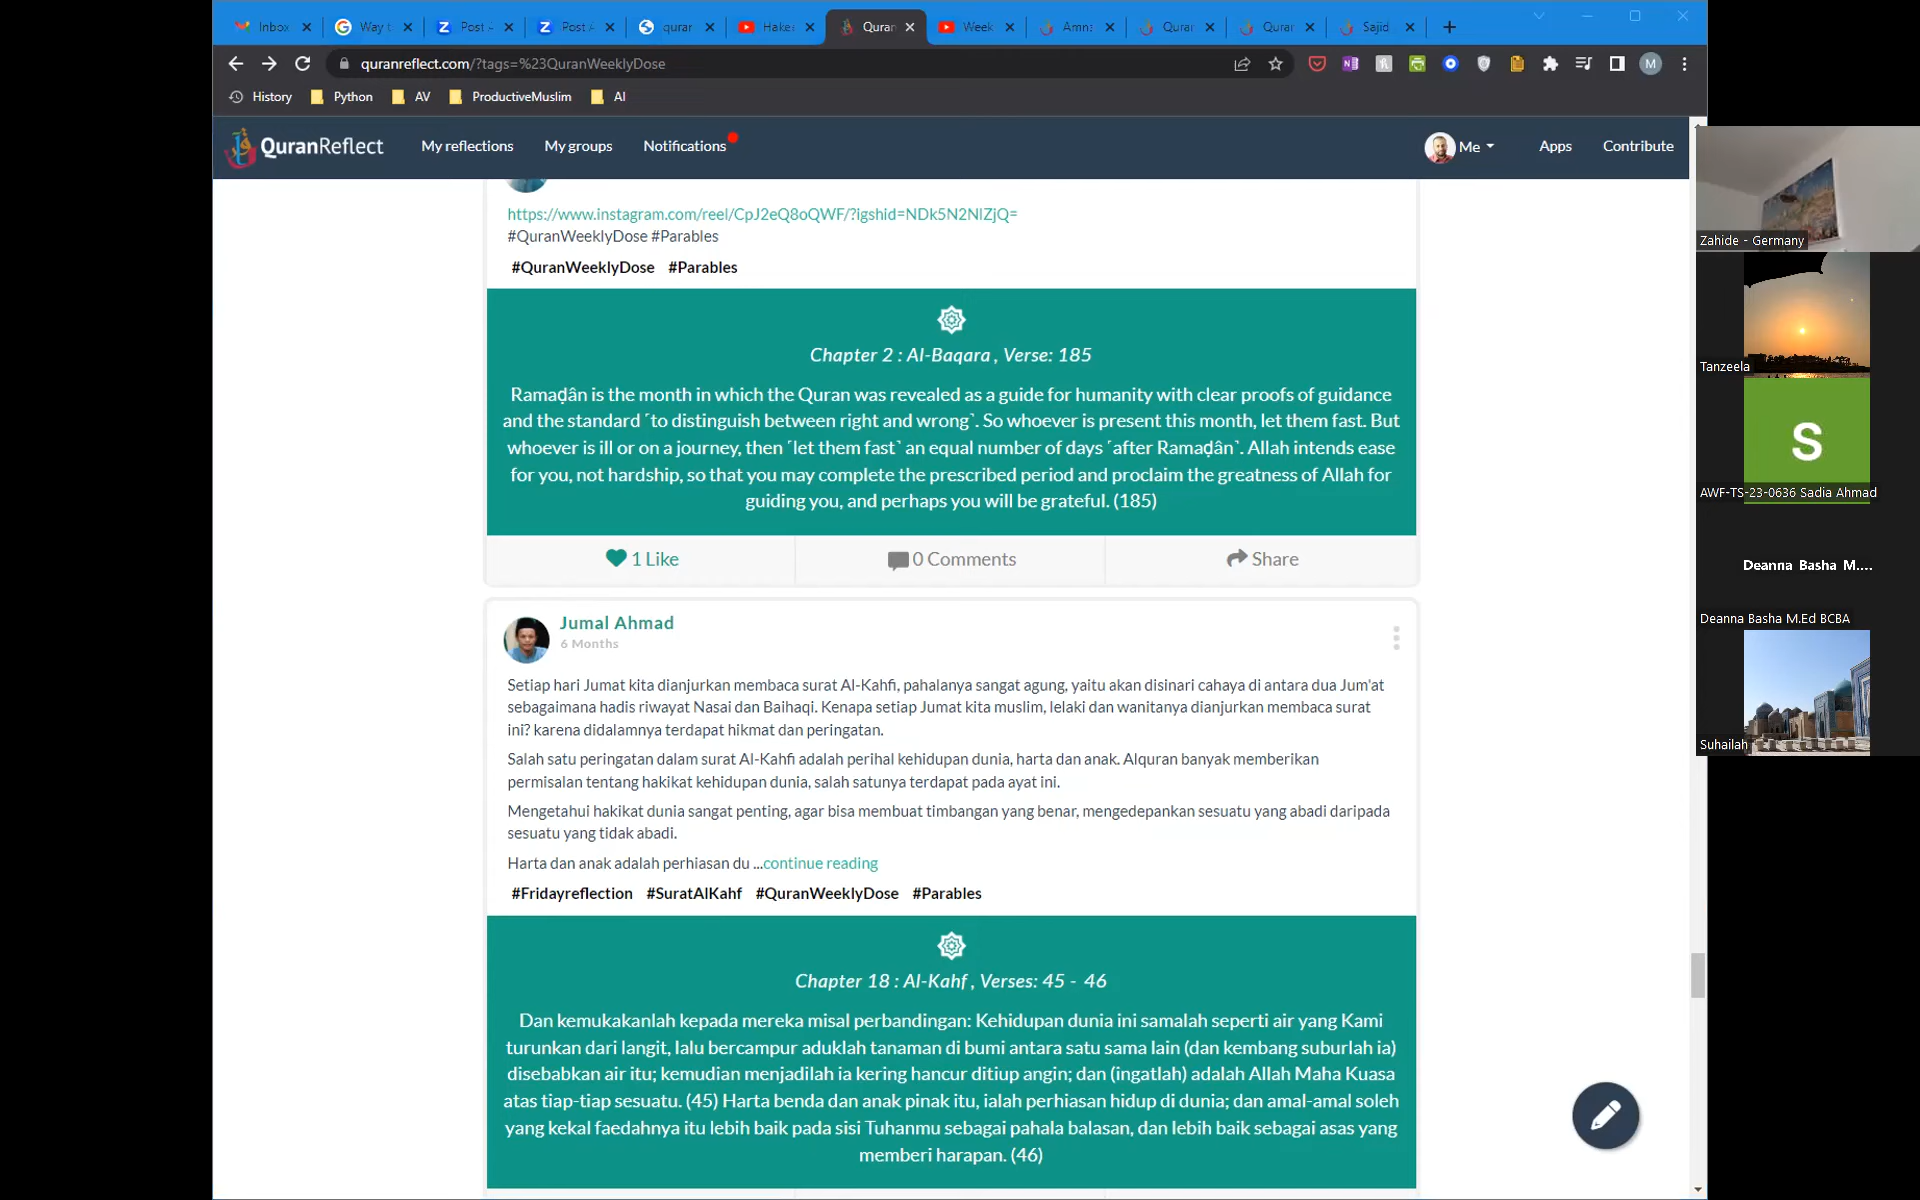 Inbox
Way t
Post A
Post A
qurar
Hake
Quran
Week
Amna
Qurar
Qurar
Sajid
quranreflect.com/?tags=%23QuranWeeklyDose
M
History
Python
AV
ProductiveMuslim
AI
QuranReflect
My reflections
My groups
Notifications
Me
Apps
Contribute
https://www.instagram.com/reel/CpJ2eQ8oQWF/?igshid=NDk5N2NlZjQ=
#QuranWeeklyDose #Parables
#QuranWeeklyDose #Parables
Chapter 2 : Al-Baqara , Verse: 185
Ramaḍân is the month in which the Quran was revealed as a guide for humanity with clear proofs of guidance
and the standard ˹to distinguish between right and wrong˺. So whoever is present this month, let them fast. But
whoever is ill or on a journey, then ˹let them fast˺ an equal number of days ˹after Ramaḍân˺. Allah intends ease
for you, not hardship, so that you may complete the prescribed period and proclaim the greatness of Allah for
guiding you, and perhaps you will be grateful. (185)
1 Like
0 Comments
Share
Jumal Ahmad
6 Months
Setiap hari Jumat kita dianjurkan membaca surat Al-Kahfi, pahalanya sangat agung, yaitu akan disinari cahaya di antara dua Jum'at
sebagaimana hadis riwayat Nasai dan Baihaqi. Kenapa setiap Jumat kita muslim, lelaki dan wanitanya dianjurkan membaca surat
ini? karena didalamnya terdapat hikmat dan peringatan.
Salah satu peringatan dalam surat Al-Kahfi adalah perihal kehidupan dunia, harta dan anak. Alquran banyak memberikan
permisalan tentang hakikat kehidupan dunia, salah satunya terdapat pada ayat ini.
Mengetahui hakikat dunia sangat penting, agar bisa membuat timbangan yang benar, mengedepankan sesuatu yang abadi daripada
sesuatu yang tidak abadi.
Harta dan anak adalah perhiasan du ...continue reading
#Fridayreflection #SuratAlKahf #QuranWeeklyDose #Parables
Chapter 18 : Al-Kahf , Verses: 45 - 46
Dan kemukakanlah kepada mereka misal perbandingan: Kehidupan dunia ini samalah seperti air yang Kami
turunkan dari langit, lalu bercampur aduklah tanaman di bumi antara satu sama lain (dan kembang suburlah ia)
disebabkan air itu; kemudian menjadilah ia kering hancur ditiup angin; dan (ingatlah) adalah Allah Maha Kuasa
atas tiap-tiap sesuatu. (45) Harta benda dan anak pinak itu, ialah perhiasan hidup di dunia; dan amal-amal soleh
yang kekal faedahnya itu lebih baik pada sisi Tuhanmu sebagai pahala balasan, dan lebih baik sebagai asas yang
memberi harapan. (46)
Zahide - Germany
Tanzeela
S
AWF-TS-23-0636 Sadia Ahmad
Deanna Basha M....
Deanna Basha M.Ed BCBA
Suhailah